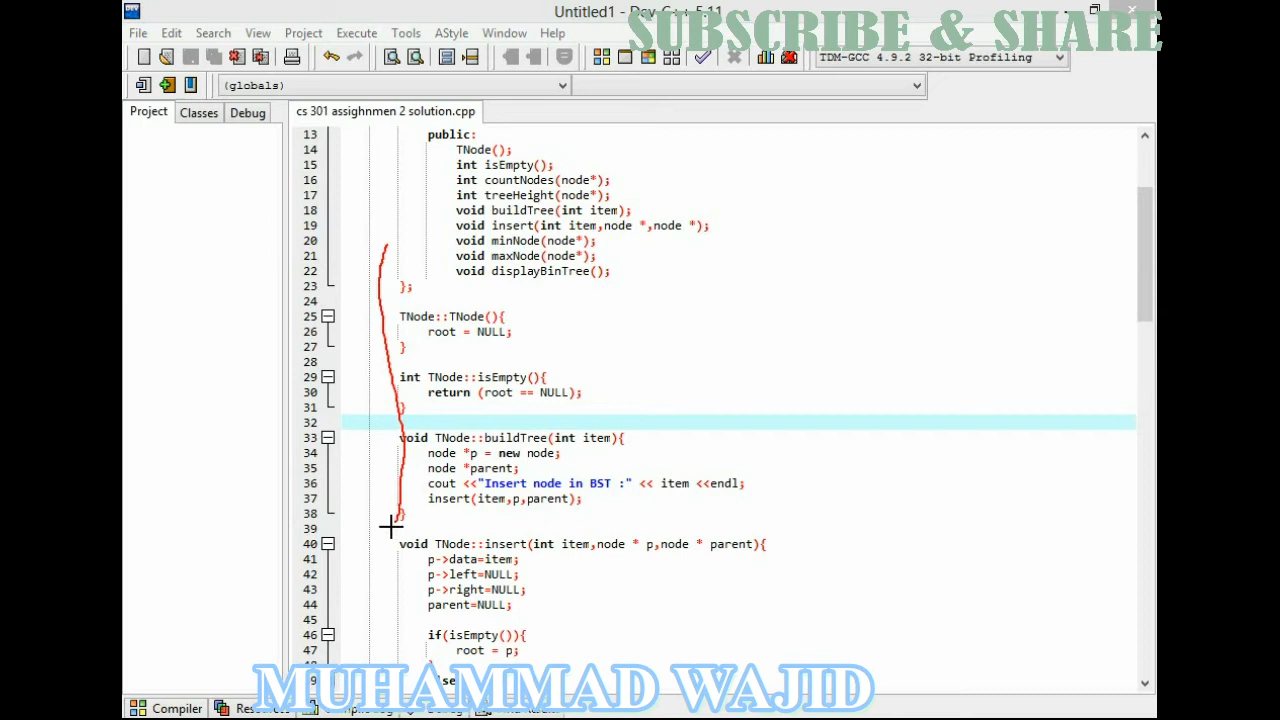 Untitled1 - Dev-C++ 5.11
SUBSCRIBE & SHARE
File Edit Search View Project Execute Tools AStyle Window Help
TDM-GCC 4.9.2 32-bit Profiling
(globals)
Project Classes Debug
cs 301 assighnmen 2 solution.cpp
13 public:
14 TNode();
15 int isEmpty();
16 int countNodes(node*);
17 int treeHeight(node*);
18 void buildTree(int item);
19 void insert(int item,node *,node *);
20 void minNode(node*);
21 void maxNode(node*);
22 void displayBinTree();
23 };
24
25 TNode::TNode(){
26 root = NULL;
27 }
28
29 int TNode::isEmpty(){
30 return (root == NULL);
31 }
32
33 void TNode::buildTree(int item){
34 node *p = new node;
35 node *parent;
36 cout <<"Insert node in BST :" << item <<endl;
37 insert(item,p,parent);
38 }
39
40 void TNode::insert(int item,node * p,node * parent){
41 p->data=item;
42 p->left=NULL;
43 p->right=NULL;
44 parent=NULL;
45
46 if(isEmpty()){
47 root = p;
MUHAMMAD WAJID
Compiler